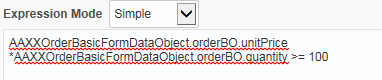 Expression Mode Simple
AAXXOrderBasicFormDataObject.orderBO.unitPrice
*AAXXOrderBasicFormDataObject.orderBO.quantity >= 100